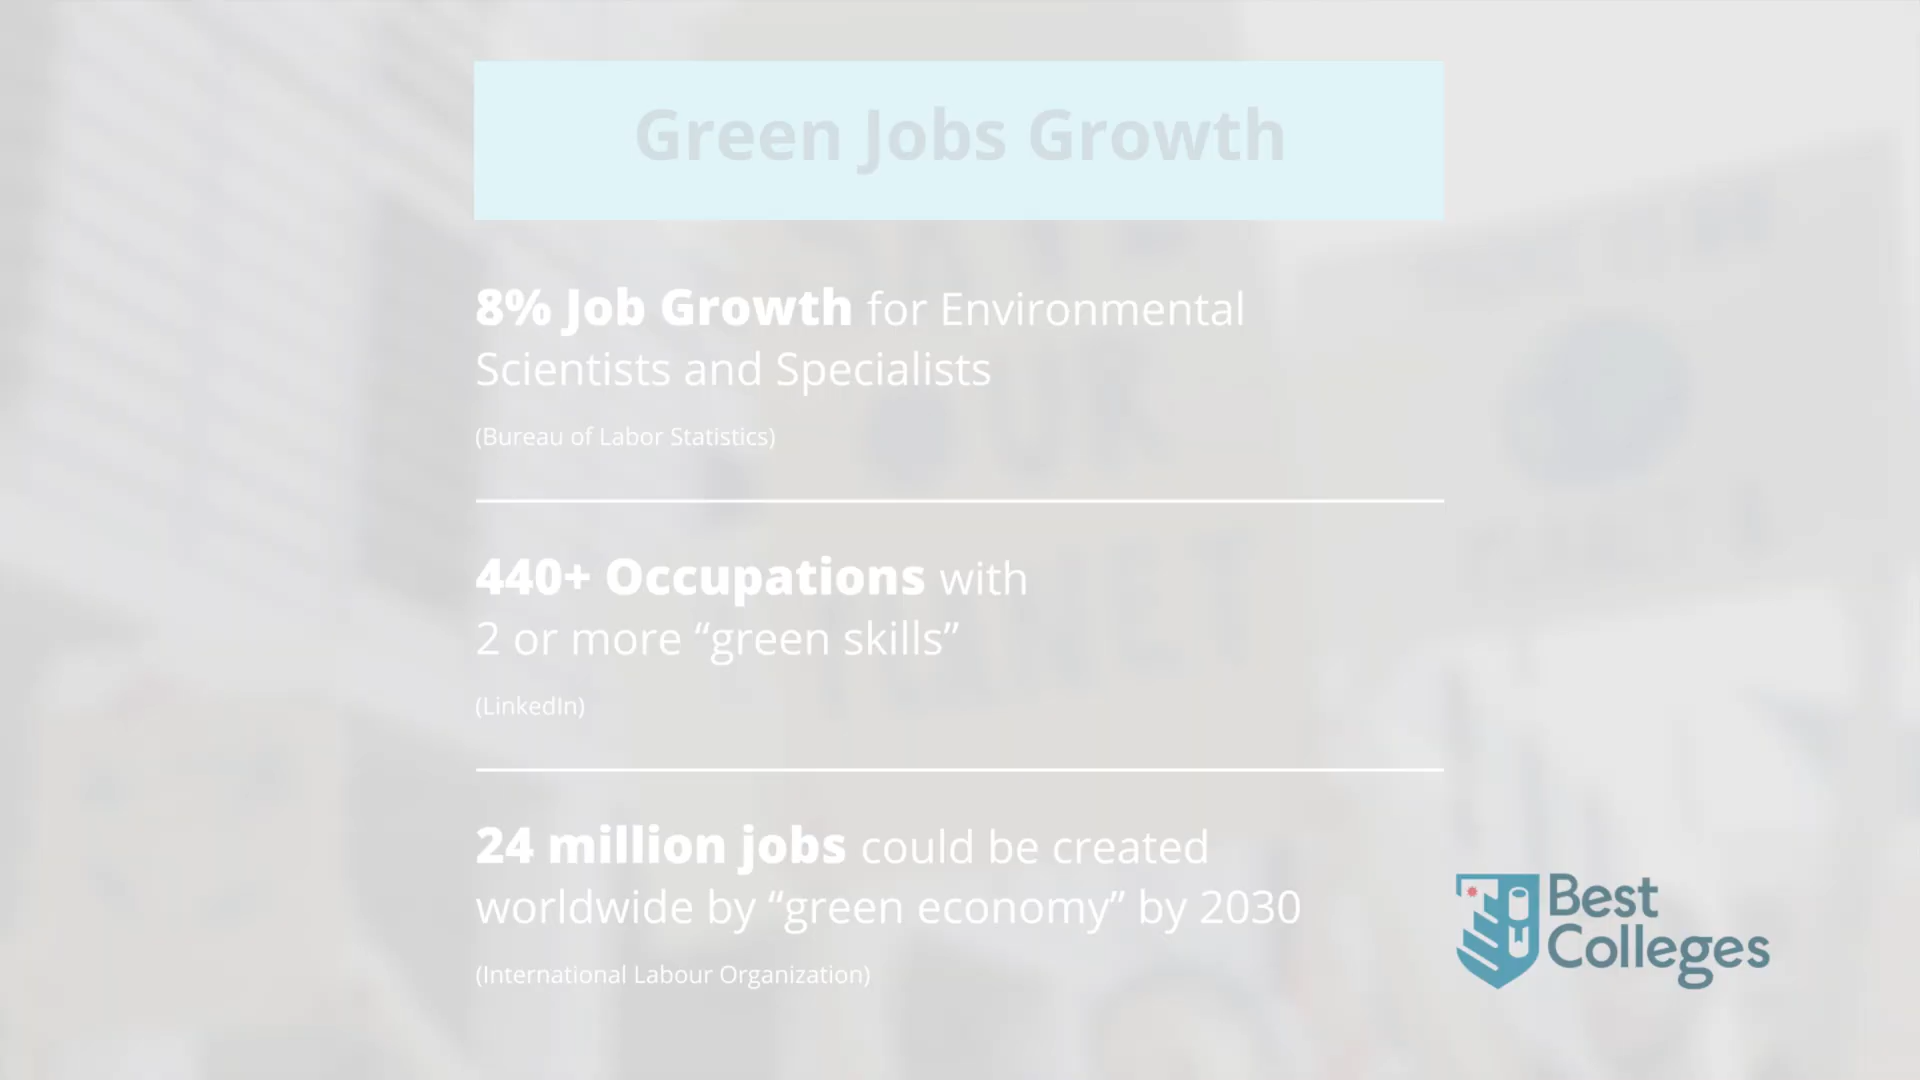 Green Jobs Growth
8% Job Growth for Environmental
Scientists and Specialists
(Bureau of Labor Statistics)
440+ Occupations with
2 or more “green skills”
(LinkedIn)
24 million jobs could be created
worldwide by “green economy” by 2030
(International Labour Organization)
Best
Colleges